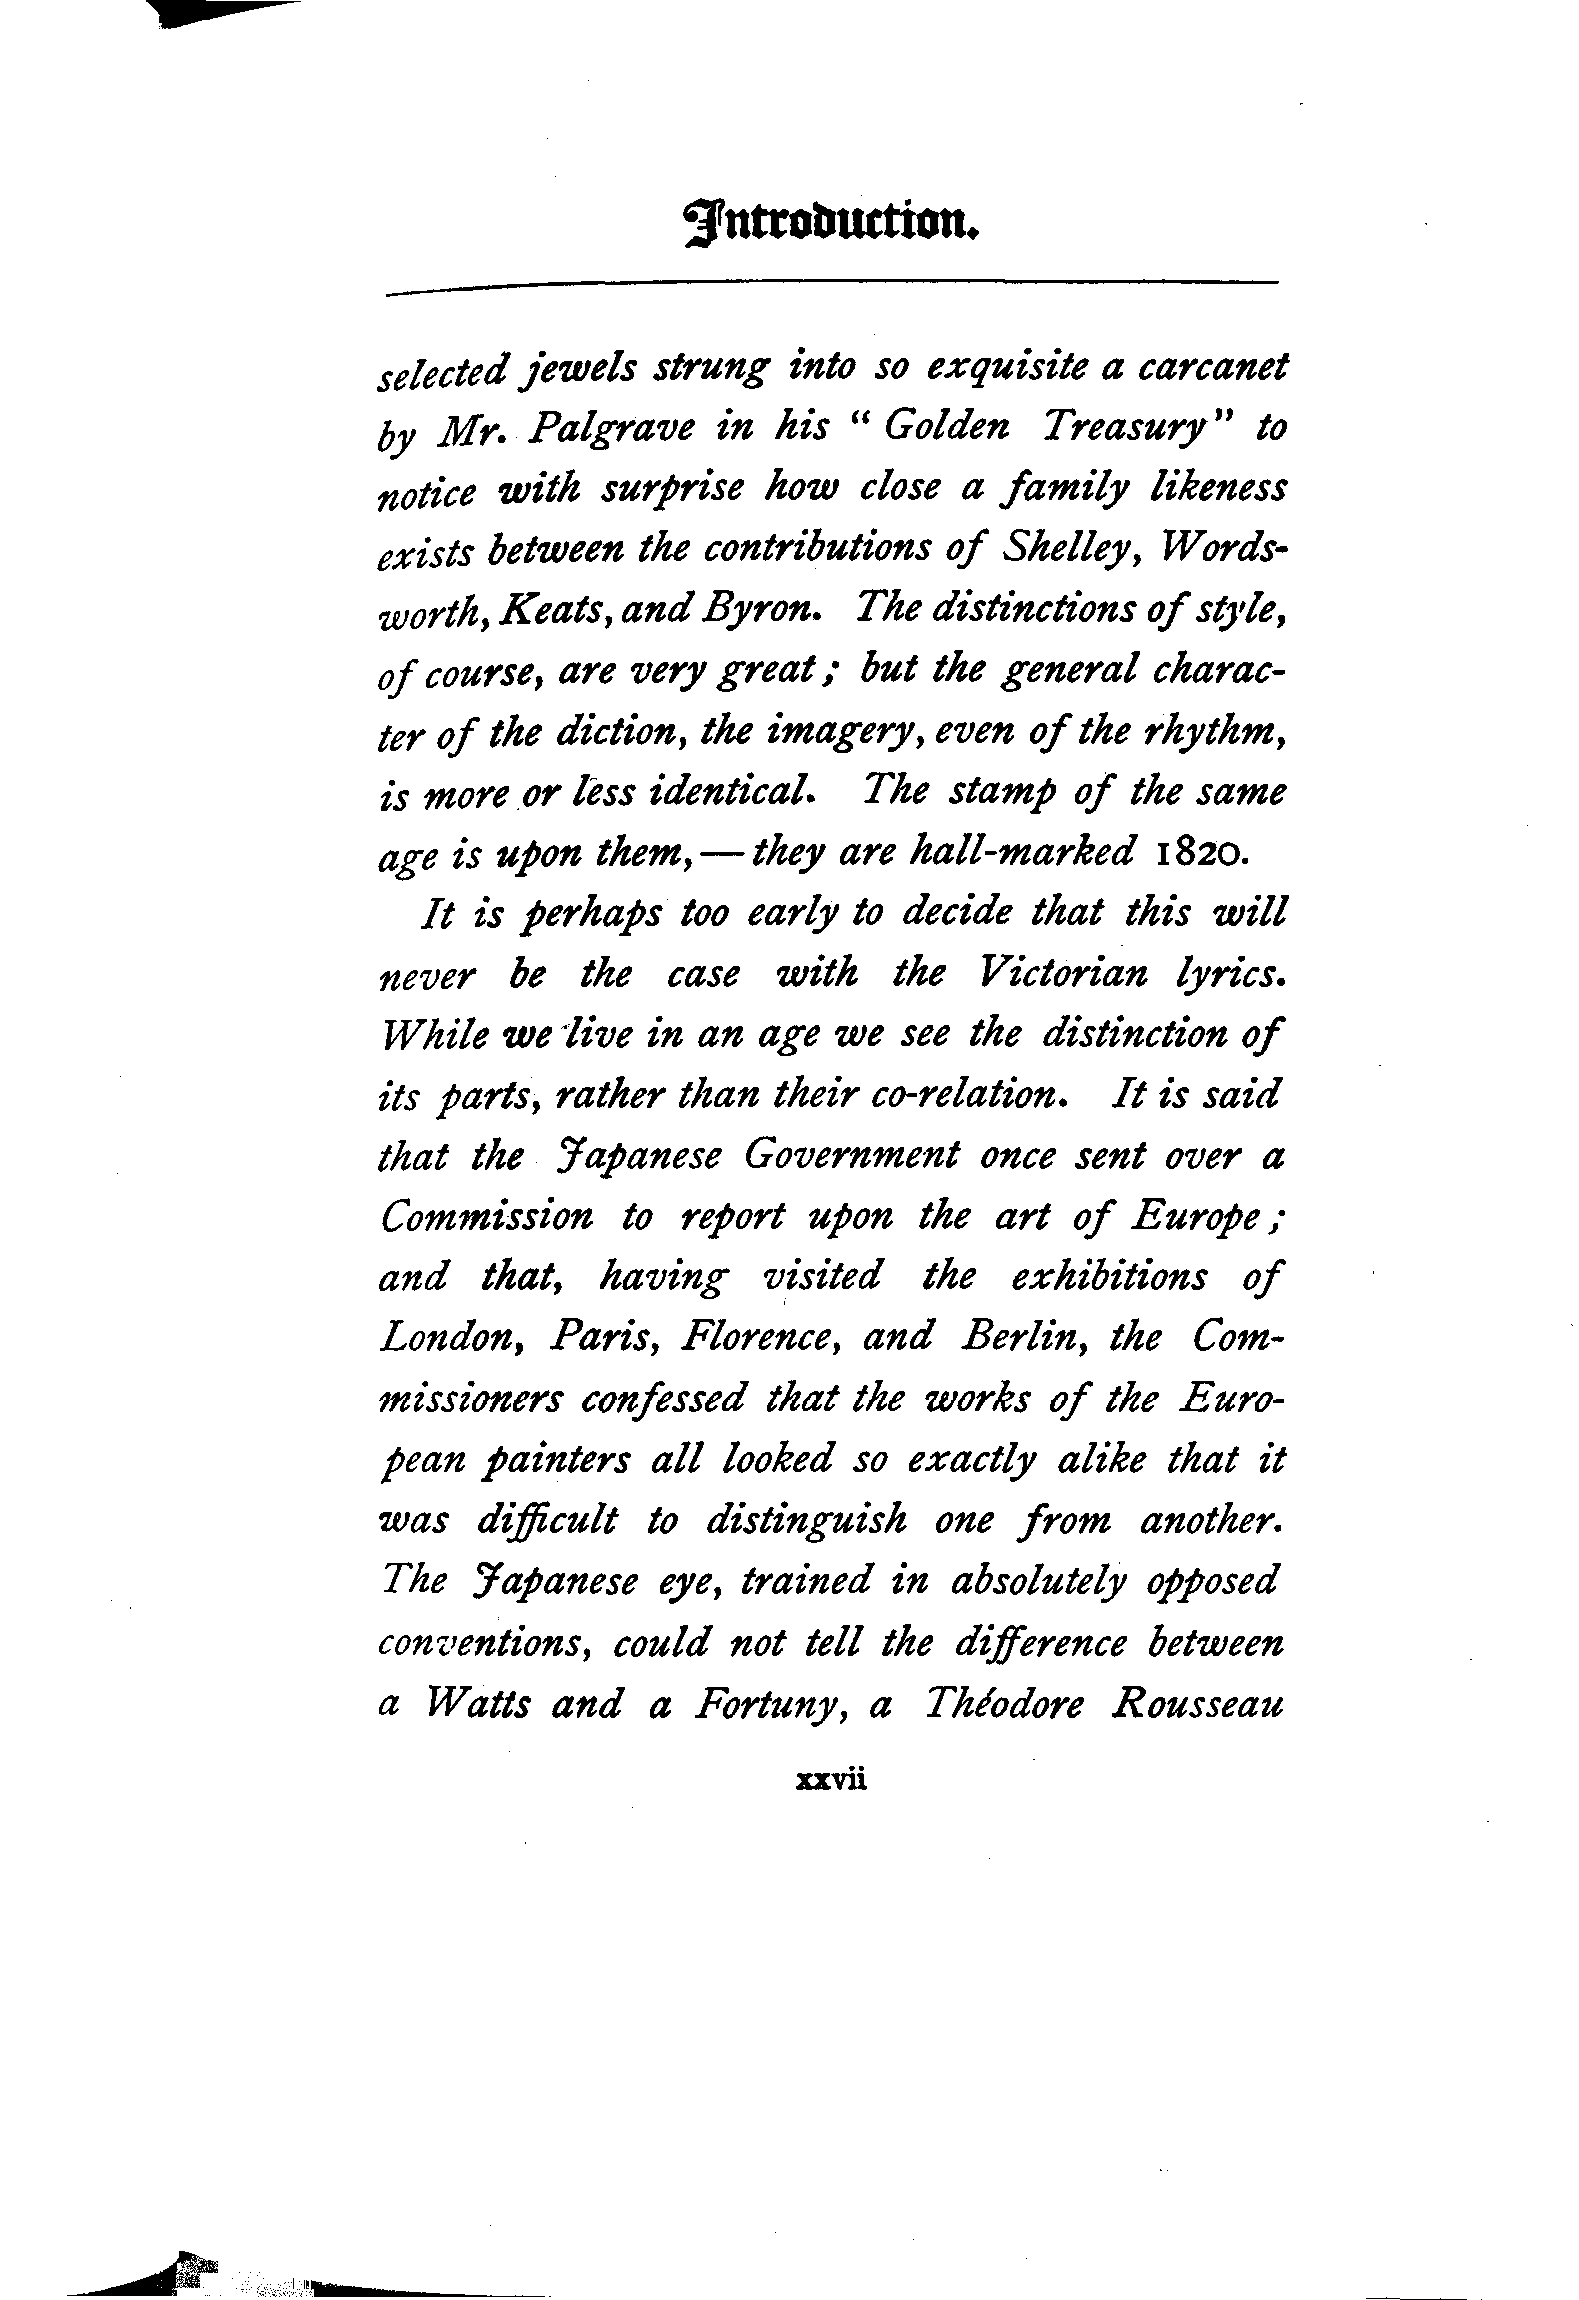 Introduction.
selected jewels strung into so exquisite a carcanet
by Mr. Palgrave in his “ Golden Treasury” to
notice with surprise how close a family likeness
exists between the contributions of Shelley, Words-
worth, Keats, and Byron. The distinctions of style,
of course, are very great ; but the general charac-
ter of the diction, the imagery, even of the rhythm,
is more or less identical. The stamp of the same
age is upon them,—they are hall-marked 1820.
It is perhaps too early to decide that this will
never be the case with the Victorian lyrics.
While we live in an age we see the distinction of
its parts, rather than their co-relation. It is said
that the Japanese Government once sent over a
Commission to report upon the art of Europe ;
and that, having visited the exhibitions of
London, Paris, Florence, and Berlin, the Com-
missioners confessed that the works of the Euro-
pean painters all looked so exactly alike that it
was difficult to distinguish one from another.
The Japanese eye, trained in absolutely opposed
conventions, could not tell the difference between
a Watts and a Fortuny, a Théodore Rousseau
xxvii